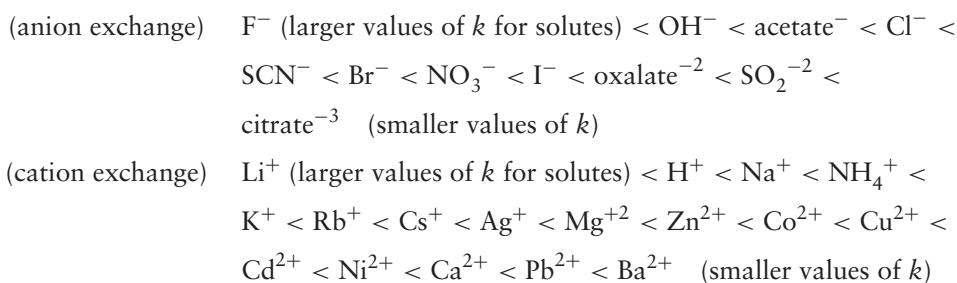 (anion exchange) F⁻ (larger values of k for solutes) < OH⁻ < acetate⁻ < Cl⁻ <
SCN⁻ < Br⁻ < NO₃⁻ < I⁻ < oxalate⁻² < SO₂⁻² <
citrate⁻³ (smaller values of k)
(cation exchange) Li⁺ (larger values of k for solutes) < H⁺ < Na⁺ < NH₄⁺ <
K⁺ < Rb⁺ < Cs⁺ < Ag⁺ < Mg⁺² < Zn²⁺ < Co²⁺ < Cu²⁺ <
Cd²⁺ < Ni²⁺ < Ca²⁺ < Pb²⁺ < Ba²⁺ (smaller values of k)